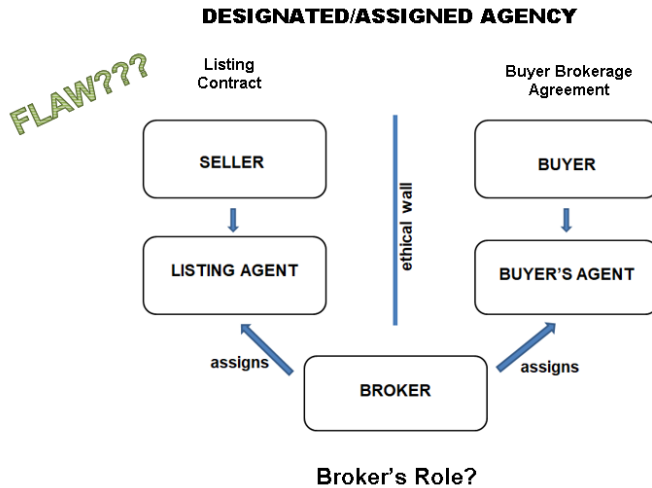 DESIGNATED/ASSIGNED AGENCY
FLAW???
Listing
Contract
Buyer Brokerage
Agreement
SELLER
BUYER
ethical wall
LISTING AGENT
BUYER'S AGENT
assigns
assigns
BROKER
Broker's Role?